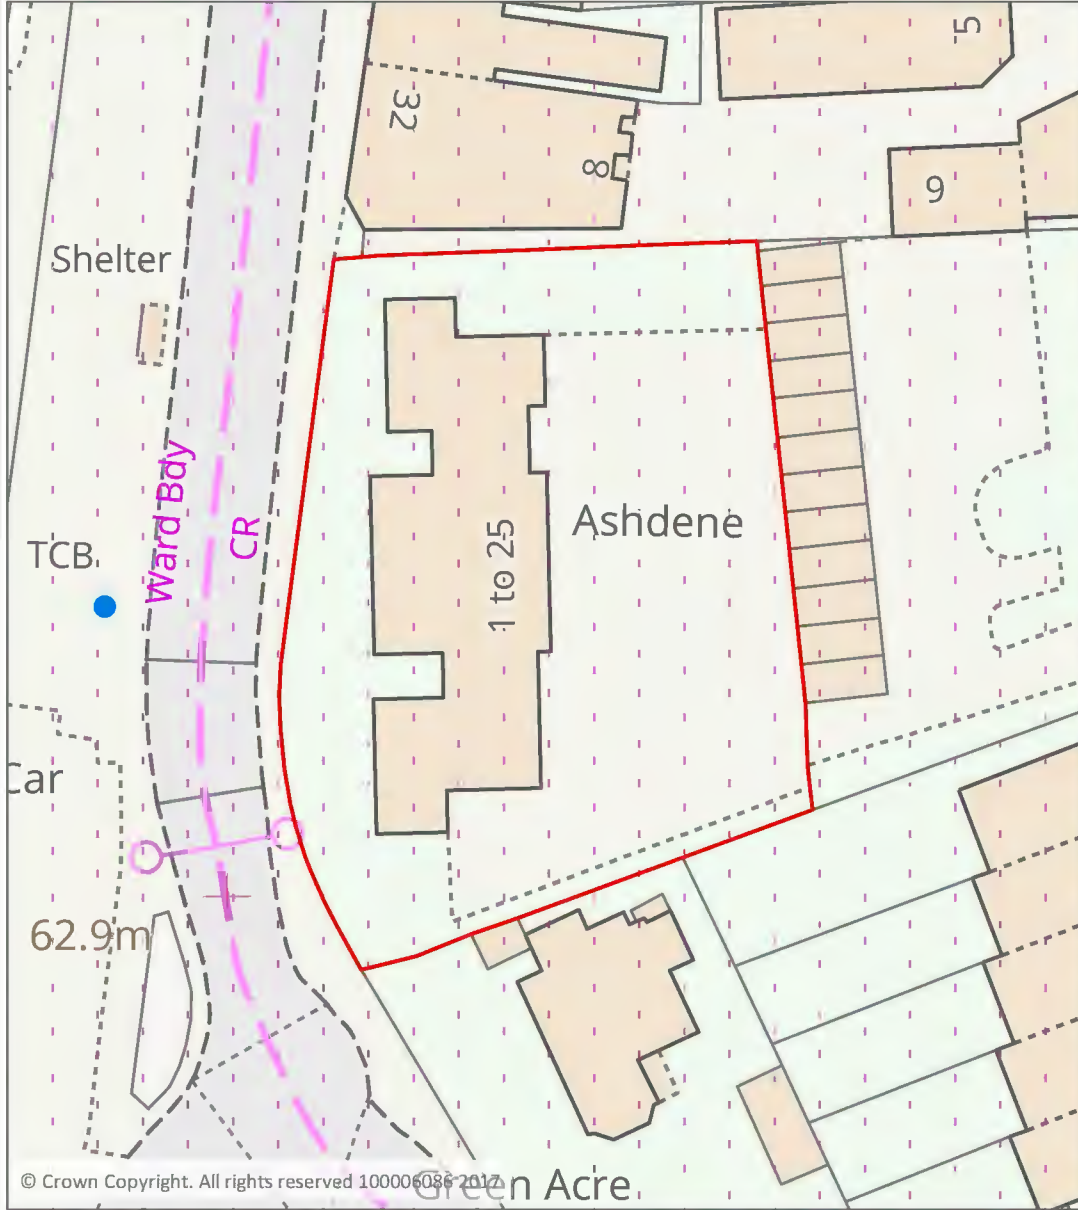 5
32
8
9
Shelter
Ward Bdy
CR
TCB
Ashdene
1 to 25
Car
62.9m
Green Acre
© Crown Copyright. All rights reserved 100006086 2017